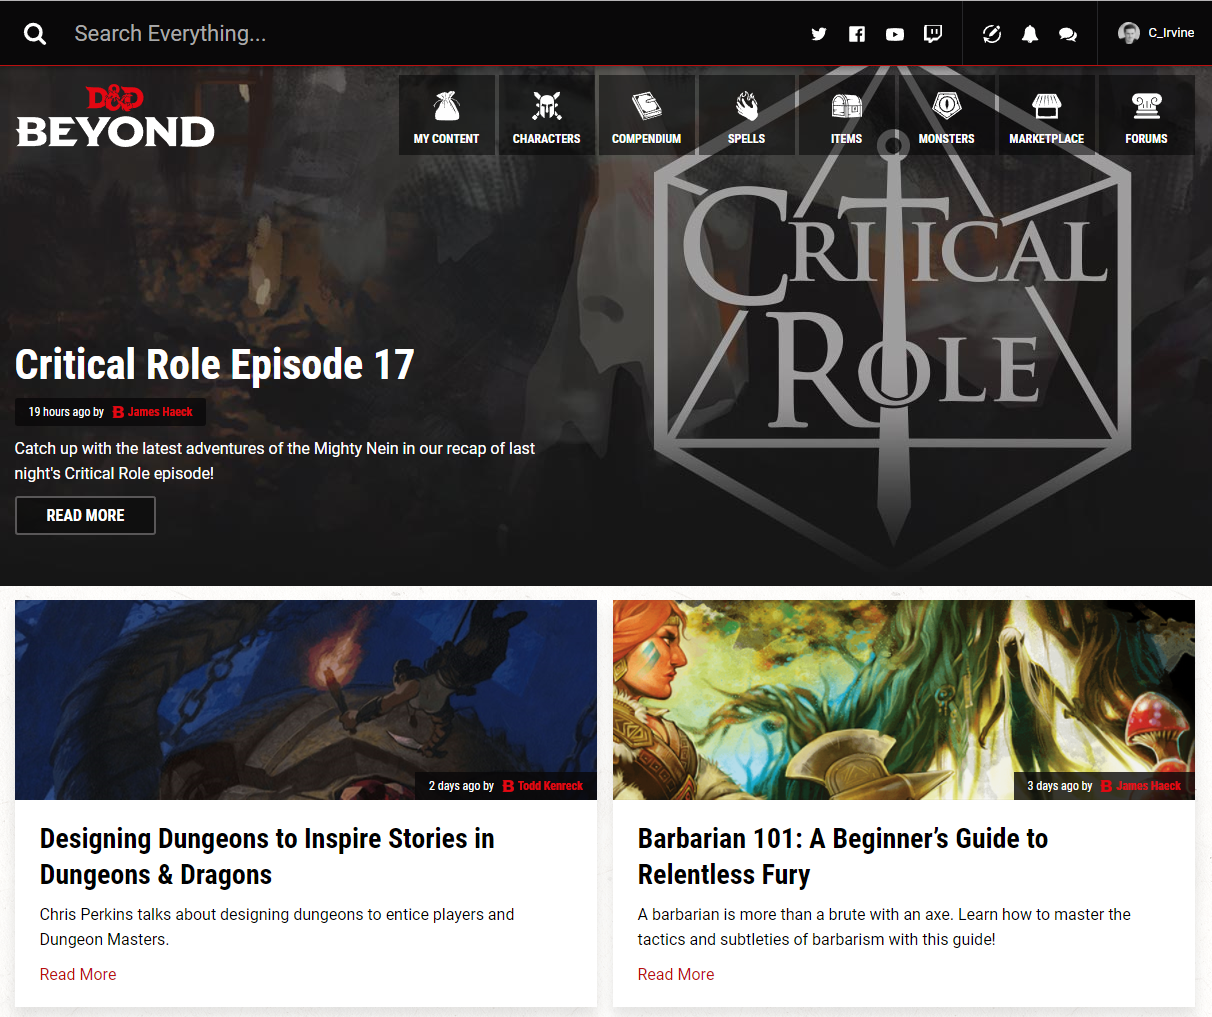 Search Everything...
C_Irvine
D&D
BEYOND
MY CONTENT
CHARACTERS
COMPENDIUM
SPELLS
ITEMS
MONSTERS
MARKETPLACE
FORUMS
CRITICAL
ROLE
Critical Role Episode 17
19 hours ago by B James Haeck
Catch up with the latest adventures of the Mighty Nein in our recap of last
night's Critical Role episode!
READ MORE
2 days ago by B Todd Kenreck
Designing Dungeons to Inspire Stories in
Dungeons & Dragons
Chris Perkins talks about designing dungeons to entice players and
Dungeon Masters.
Read More
3 days ago by B James Haeck
Barbarian 101: A Beginner’s Guide to
Relentless Fury
A barbarian is more than a brute with an axe. Learn how to master the
tactics and subtleties of barbarism with this guide!
Read More